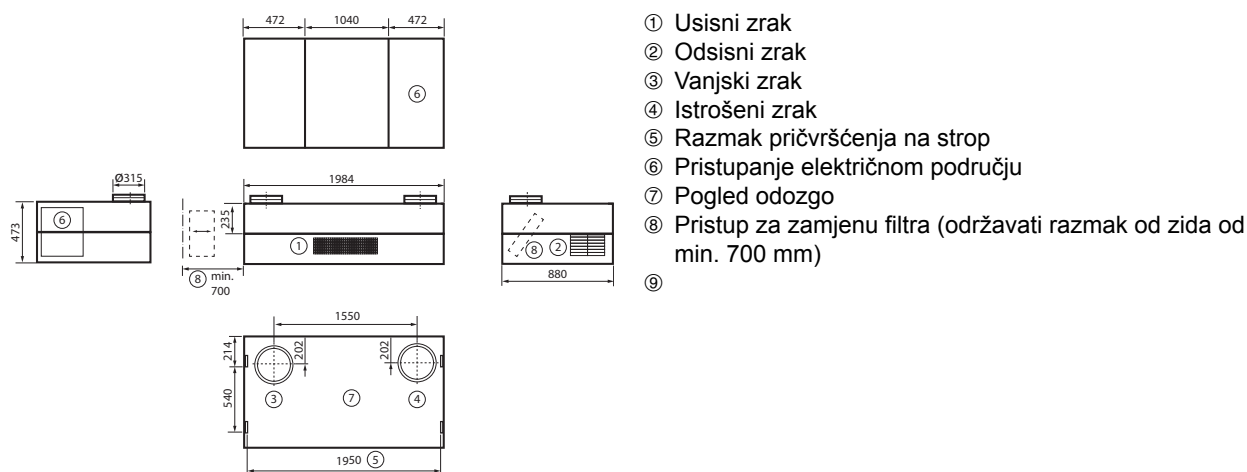 472 1040 472
⑥
Ø315
473
⑥
1984
235
①
⑧ min.
700
⑧ ②
880
1550
214
202
202
540
③ ⑦ ④
1950 ⑤
① Usisni zrak
② Odsisni zrak
③ Vanjski zrak
④ Istrošeni zrak
⑤ Razmak pričvršćenja na strop
⑥ Pristupanje električnom području
⑦ Pogled odozgo
⑧ Pristup za zamjenu filtra (održavati razmak od zida od
min. 700 mm)
⑨